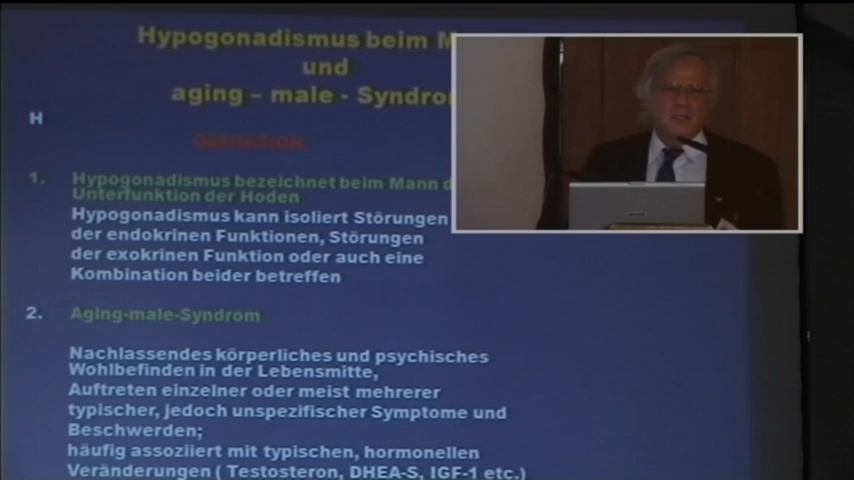 Hypogonadismus beim
und
aging – male - Syndro
H
DEFINITION
1. Hypogonadismus bezeichnet beim Mann
Unterfunktion der Hoden
Hypogonadismus kann isoliert Störungen
der endokrinen Funktionen, Störungen
der exokrinen Funktion oder auch eine
Kombination beider betreffen
2. Aging-male-Syndrom
Nachlassendes körperliches und psychisches
Wohlbefinden in der Lebensmitte,
Auftreten einzelner oder meist mehrerer
typischer, jedoch unspezifischer Symptome und
Beschwerden;
häufig assoziiert mit typischen, hormonellen
Veränderungen ( Testosteron, DHEA-S, IGF-1 etc.)